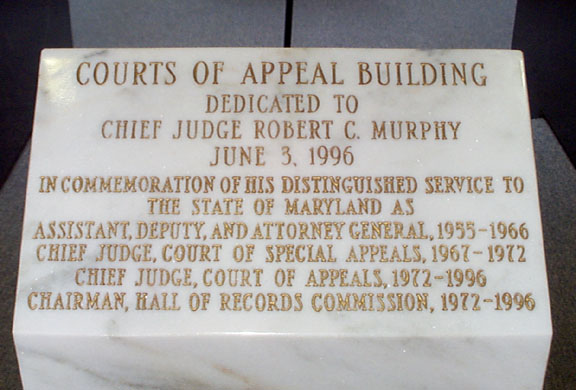 COURTS OF APPEAL BUILDING
DEDICATED TO
CHIEF JUDGE ROBERT C. MURPHY
JUNE 3, 1996
IN COMMEMORATION OF HIS DISTINGUISHED SERVICE TO
THE STATE OF MARYLAND AS
ASSISTANT, DEPUTY, AND ATTORNEY GENERAL, 1955-1966
CHIEF JUDGE, COURT OF SPECIAL APPEALS, 1967-1972
CHIEF JUDGE, COURT OF APPEALS, 1972-1996
CHAIRMAN, HALL OF RECORDS COMMISSION, 1972-1996